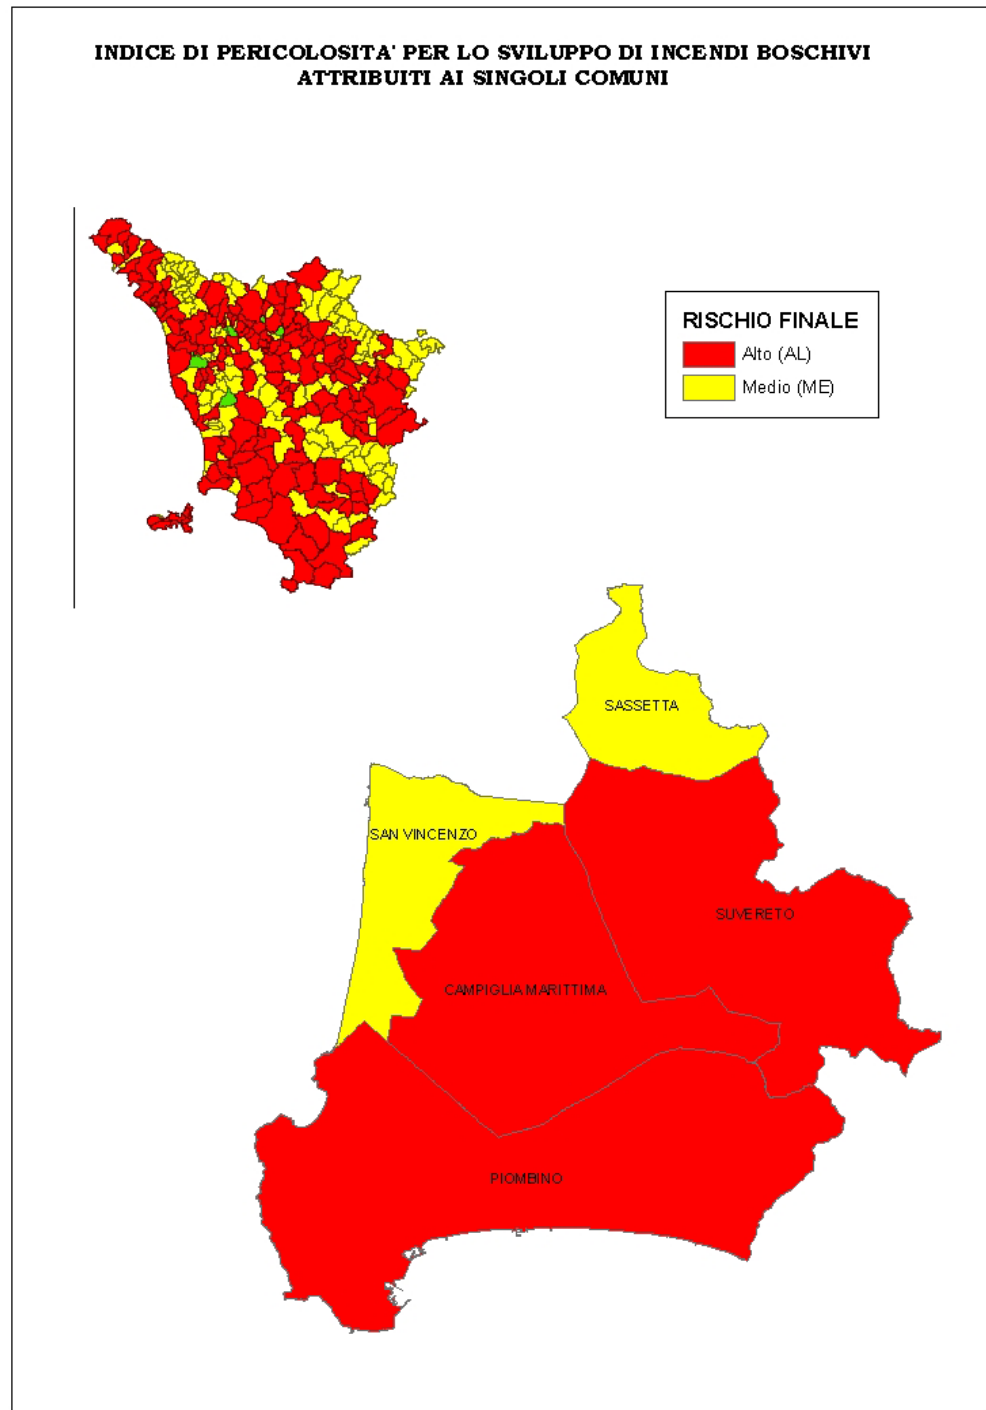 INDICE DI PERICOLOSITA' PER LO SVILUPPO DI INCENDI BOSCHIVI
ATTRIBUITI AI SINGOLI COMUNI
RISCHIO FINALE
Alto (AL)
Medio (ME)
SASSETTA
SAN VINCENZO
SUVERETO
CAMPIGLIA MARITTIMA
PIOMBINO